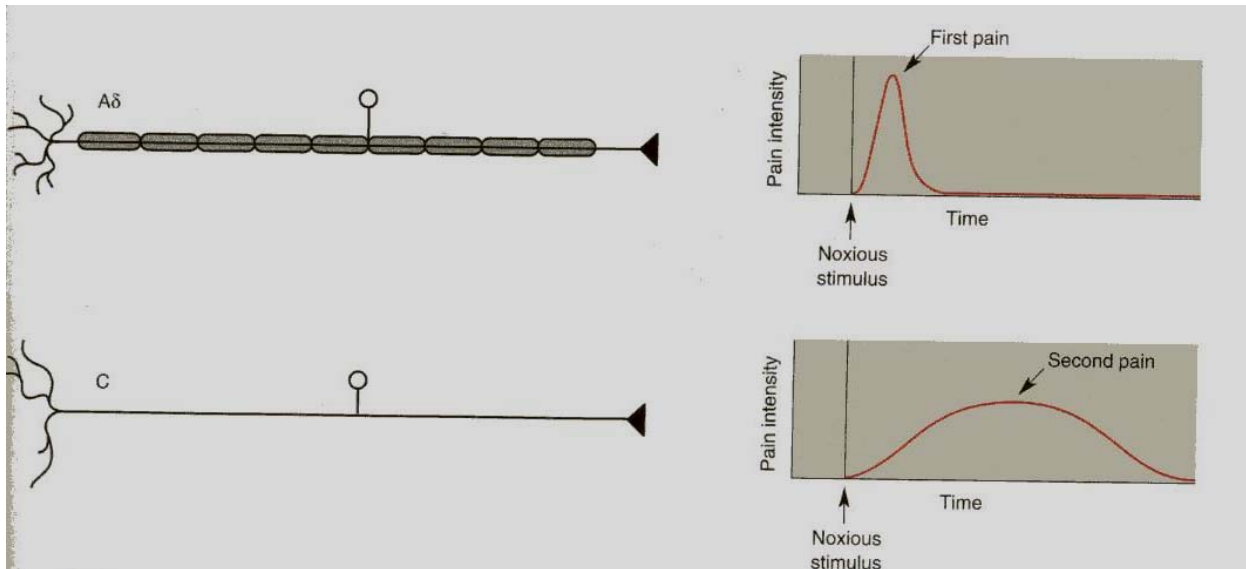 Aδ
First pain
Pain intensity
Time
Noxious
stimulus
C
Second pain
Pain intensity
Time
Noxious
stimulus